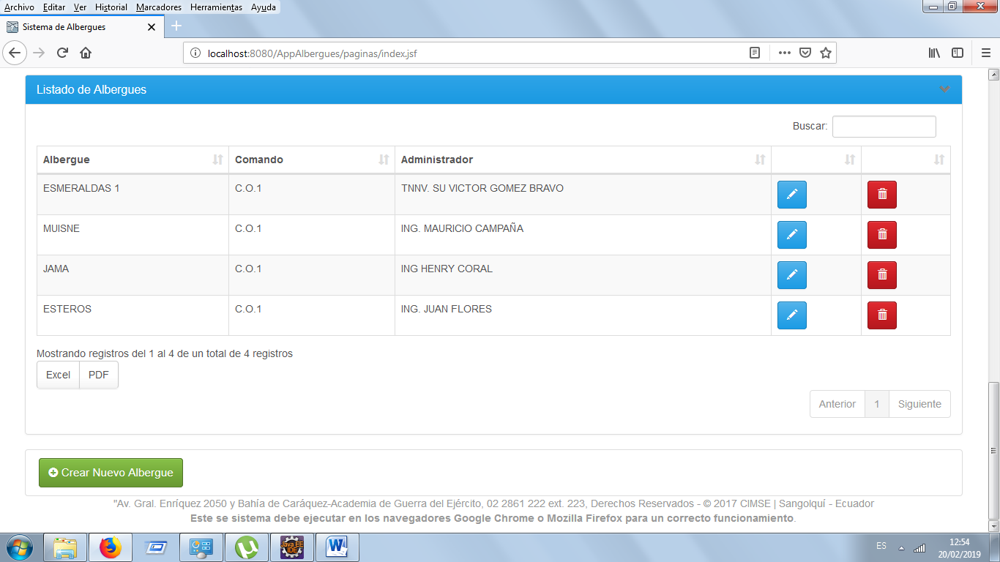 Archivo Editar Ver Historial Marcadores Herramientas Ayuda
Sistema de Albergues
localhost:8080/AppAlbergues/paginas/index.jsf
Listado de Albergues
Buscar:
Albergue Comando Administrador
ESMERALDAS 1 C.O.1 TNNV. SU VICTOR GOMEZ BRAVO
MUISNE C.O.1 ING. MAURICIO CAMPAÑA
JAMA C.O.1 ING HENRY CORAL
ESTEROS C.O.1 ING. JUAN FLORES
Mostrando registros del 1 al 4 de un total de 4 registros
Excel PDF
Anterior 1 Siguiente
Crear Nuevo Albergue
"Av. Gral. Enríquez 2050 y Bahía de Caráquez-Academia de Guerra del Ejército, 02 2861 222 ext. 223, Derechos Reservados - © 2017 CIMSE | Sangolquí - Ecuador
Este se sistema debe ejecutar en los navegadores Google Chrome o Mozilla Firefox para un correcto funcionamiento.
Java EE
IDE
W
ES
12:54
20/02/2019